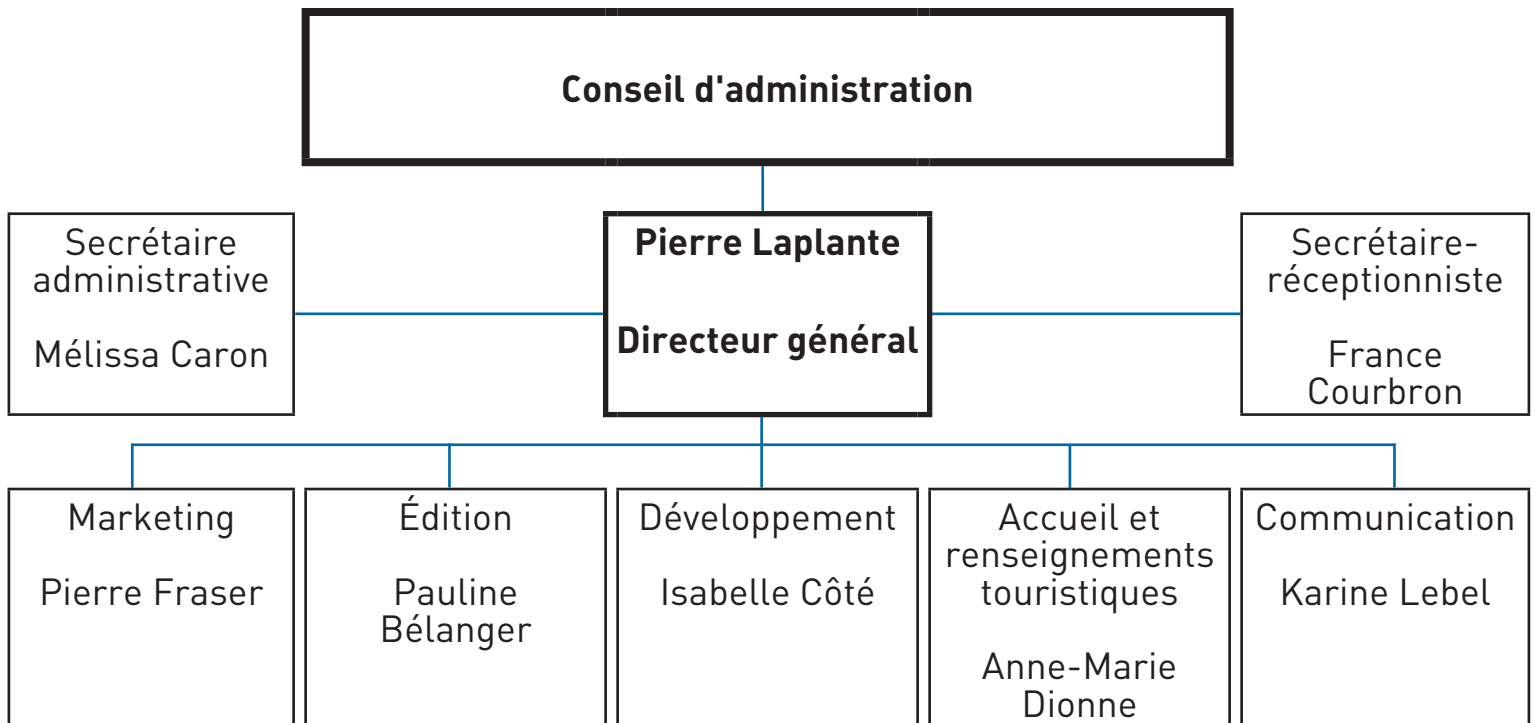 Conseil d'administration
Secrétaire
administrative
Mélissa Caron
Pierre Laplante
Directeur général
Secrétaire-
réceptionniste
France
Courbron
Marketing
Pierre Fraser
Édition
Pauline
Bélanger
Développement
Isabelle Côté
Accueil et
renseignements
touristiques
Anne-Marie
Dionne
Communication
Karine Lebel